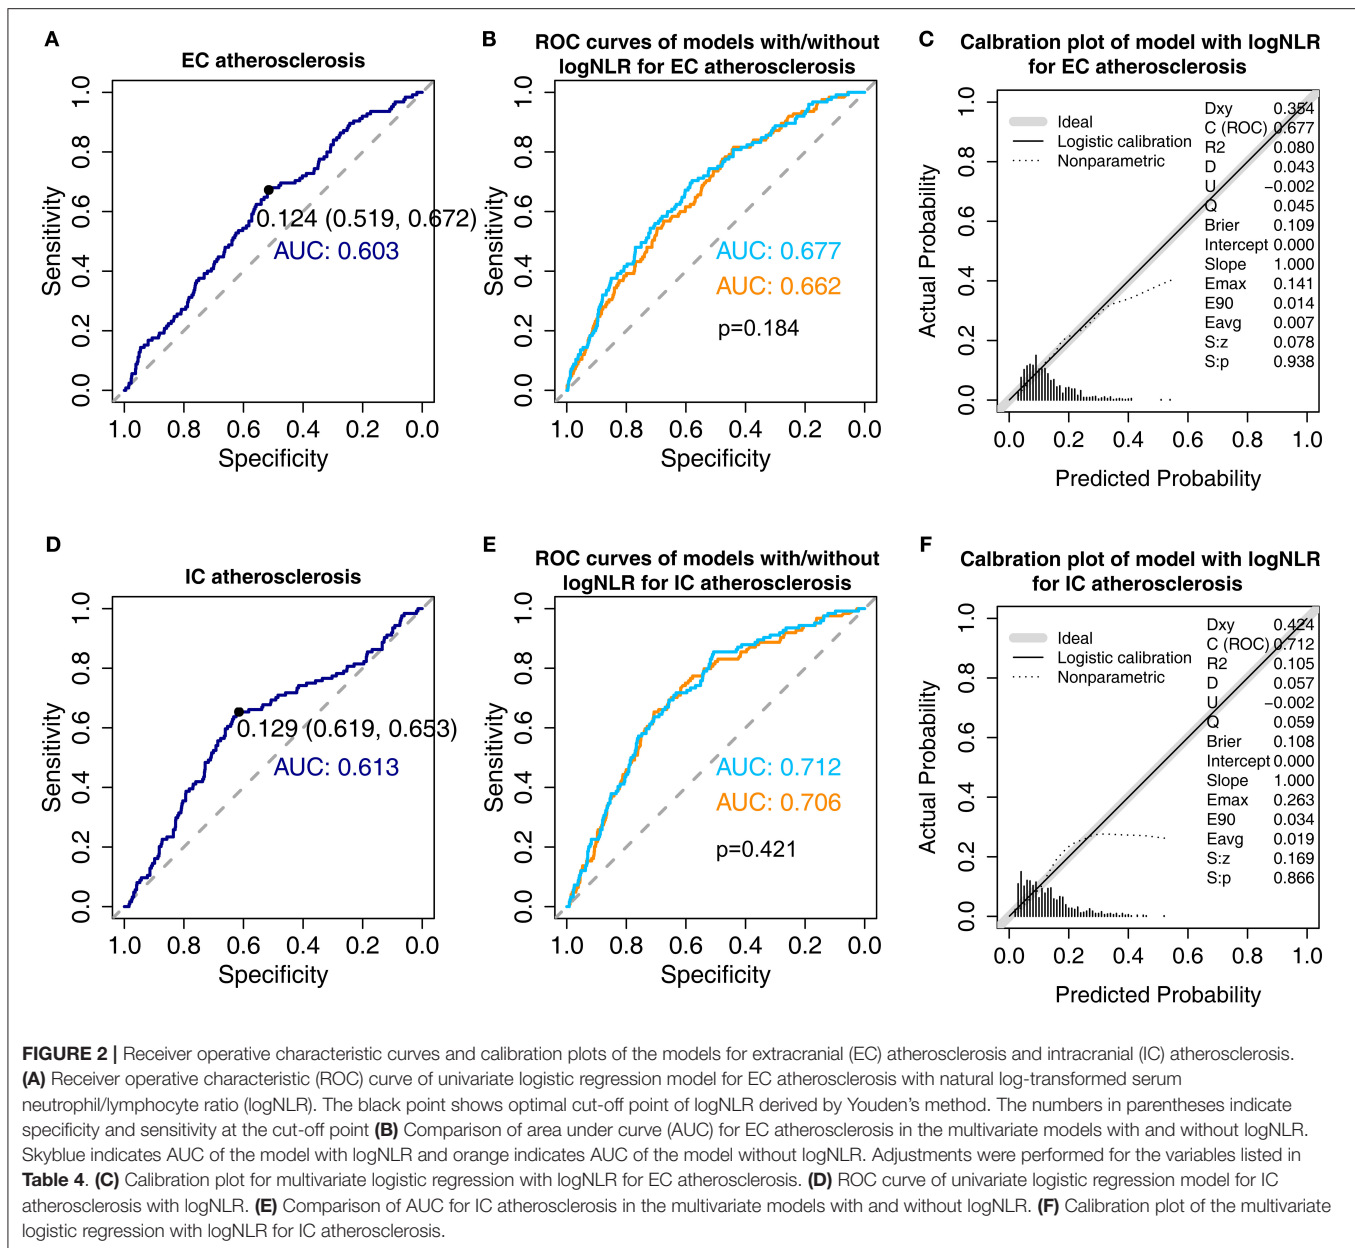 A
EC atherosclerosis
1.0
0.8
0.6
0.4
0.2
0.0
Sensitivity
0.124 (0.519, 0.672)
AUC: 0.603
1.0 0.8 0.6 0.4 0.2 0.0
Specificity
B
ROC curves of models with/without
logNLR for EC atherosclerosis
1.0
0.8
0.6
0.4
0.2
0.0
Sensitivity
AUC: 0.677
AUC: 0.662
p=0.184
1.0 0.8 0.6 0.4 0.2 0.0
Specificity
C
Calbration plot of model with logNLR
for EC atherosclerosis
1.0
0.8
0.6
0.4
0.2
0.0
Actual Probability
Ideal
Logistic calibration
Nonparametric
Dxy 0.354
C (ROC) 0.677
R2 0.080
D 0.043
U −0.002
Q 0.045
Brier 0.109
Intercept 0.000
Slope 1.000
Emax 0.141
E90 0.014
Eavg 0.007
S:z 0.078
S:p 0.938
0.0 0.2 0.4 0.6 0.8 1.0
Predicted Probability
D
IC atherosclerosis
1.0
0.8
0.6
0.4
0.2
0.0
Sensitivity
0.129 (0.619, 0.653)
AUC: 0.613
1.0 0.8 0.6 0.4 0.2 0.0
Specificity
E
ROC curves of models with/without
logNLR for IC atherosclerosis
1.0
0.8
0.6
0.4
0.2
0.0
Sensitivity
AUC: 0.712
AUC: 0.706
p=0.421
1.0 0.8 0.6 0.4 0.2 0.0
Specificity
F
Calbration plot of model with logNLR
for IC atherosclerosis
1.0
0.8
0.6
0.4
0.2
0.0
Actual Probability
Ideal
Logistic calibration
Nonparametric
Dxy 0.424
C (ROC) 0.712
R2 0.105
D 0.057
U −0.002
Q 0.059
Brier 0.108
Intercept 0.000
Slope 1.000
Emax 0.263
E90 0.034
Eavg 0.019
S:z 0.169
S:p 0.866
0.0 0.2 0.4 0.6 0.8 1.0
Predicted Probability
FIGURE 2 | Receiver operative characteristic curves and calibration plots of the models for extracranial (EC) atherosclerosis and intracranial (IC) atherosclerosis.
(A) Receiver operative characteristic (ROC) curve of univariate logistic regression model for EC atherosclerosis with natural log-transformed serum
neutrophil/lymphocyte ratio (logNLR). The black point shows optimal cut-off point of logNLR derived by Youden’s method. The numbers in parentheses indicate
specificity and sensitivity at the cut-off point (B) Comparison of area under curve (AUC) for EC atherosclerosis in the multivariate models with and without logNLR.
Skyblue indicates AUC of the model with logNLR and orange indicates AUC of the model without logNLR. Adjustments were performed for the variables listed in
Table 4. (C) Calibration plot for multivariate logistic regression with logNLR for EC atherosclerosis. (D) ROC curve of univariate logistic regression model for IC
atherosclerosis with logNLR. (E) Comparison of AUC for IC atherosclerosis in the multivariate models with and without logNLR. (F) Calibration plot of the multivariate
logistic regression with logNLR for IC atherosclerosis.